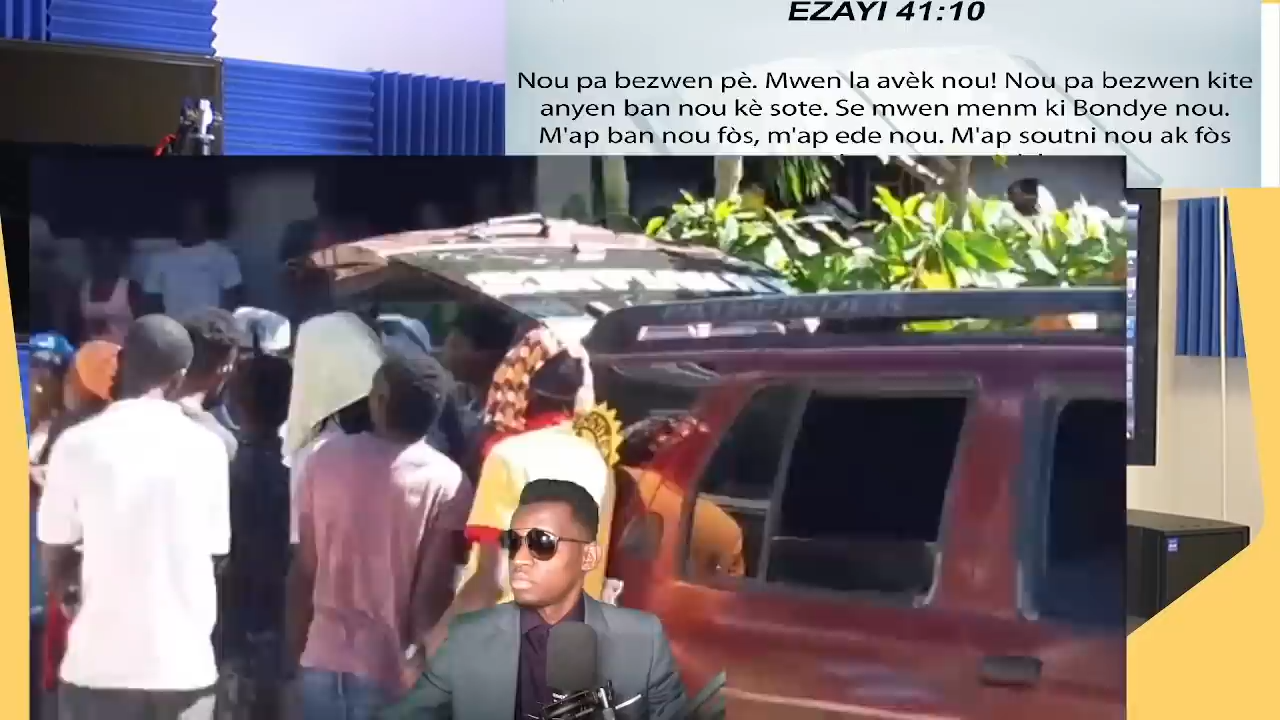 EZAYI 41:10
Nou pa bezwen pè. Mwen la avèk nou! Nou pa bezwen kite
anyen ban nou kè sote. Se mwen menm ki Bondye nou.
M'ap ban nou fòs, m'ap ede nou. M'ap soutni nou ak fòs
PATHFINDER